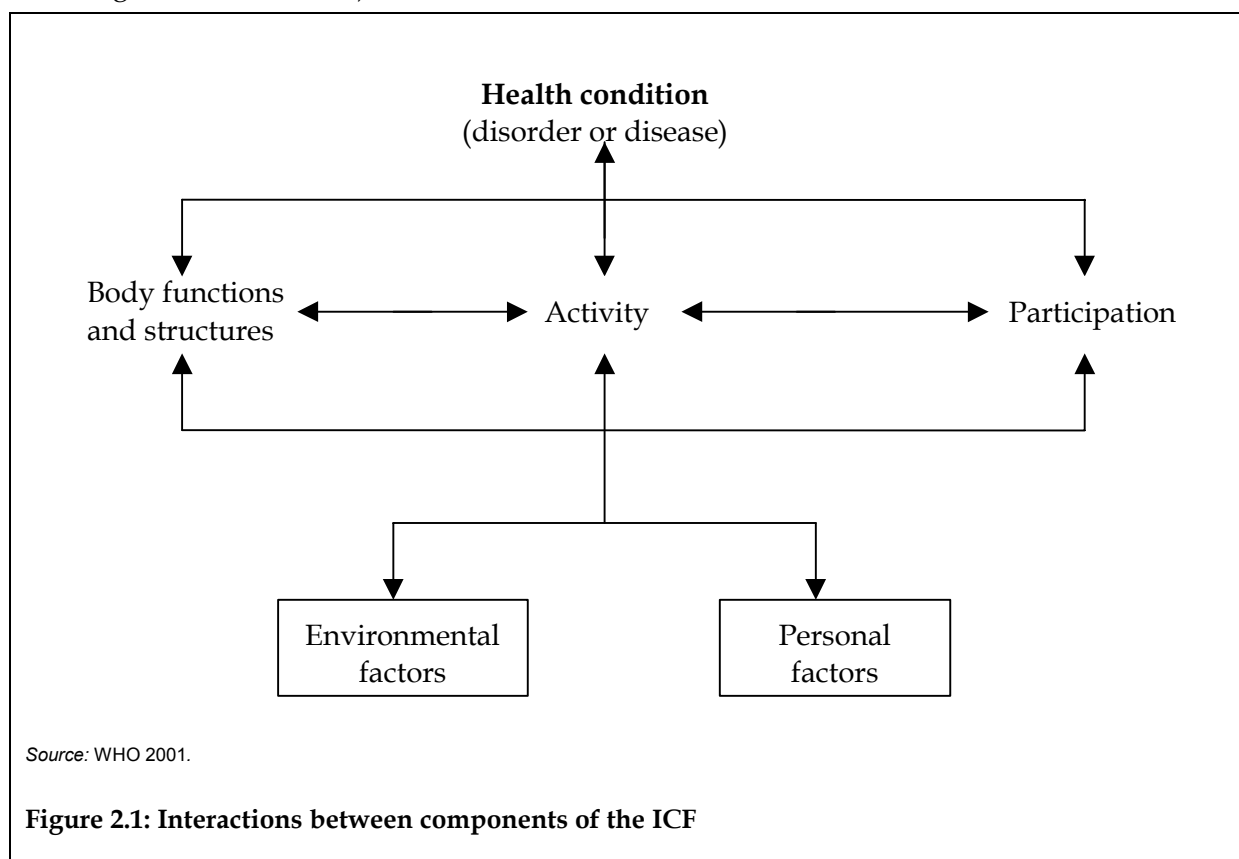 Health condition
(disorder or disease)
Body functions
and structures
Activity
Participation
Environmental
factors
Personal
factors
Source: WHO 2001.
Figure 2.1: Interactions between components of the ICF